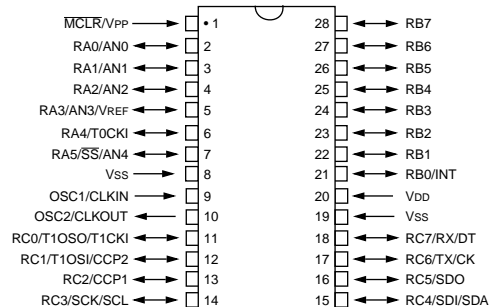 MCLR/VPP • 1 28 RB7
RA0/AN0 2 27 RB6
RA1/AN1 3 26 RB5
RA2/AN2 4 25 RB4
RA3/AN3/VREF 5 24 RB3
RA4/T0CKI 6 23 RB2
RA5/SS/AN4 7 22 RB1
VSS 8 21 RB0/INT
OSC1/CLKIN 9 20 VDD
OSC2/CLKOUT 10 19 VSS
RC0/T1OSO/T1CKI 11 18 RC7/RX/DT
RC1/T1OSI/CCP2 12 17 RC6/TX/CK
RC2/CCP1 13 16 RC5/SDO
RC3/SCK/SCL 14 15 RC4/SDI/SDA